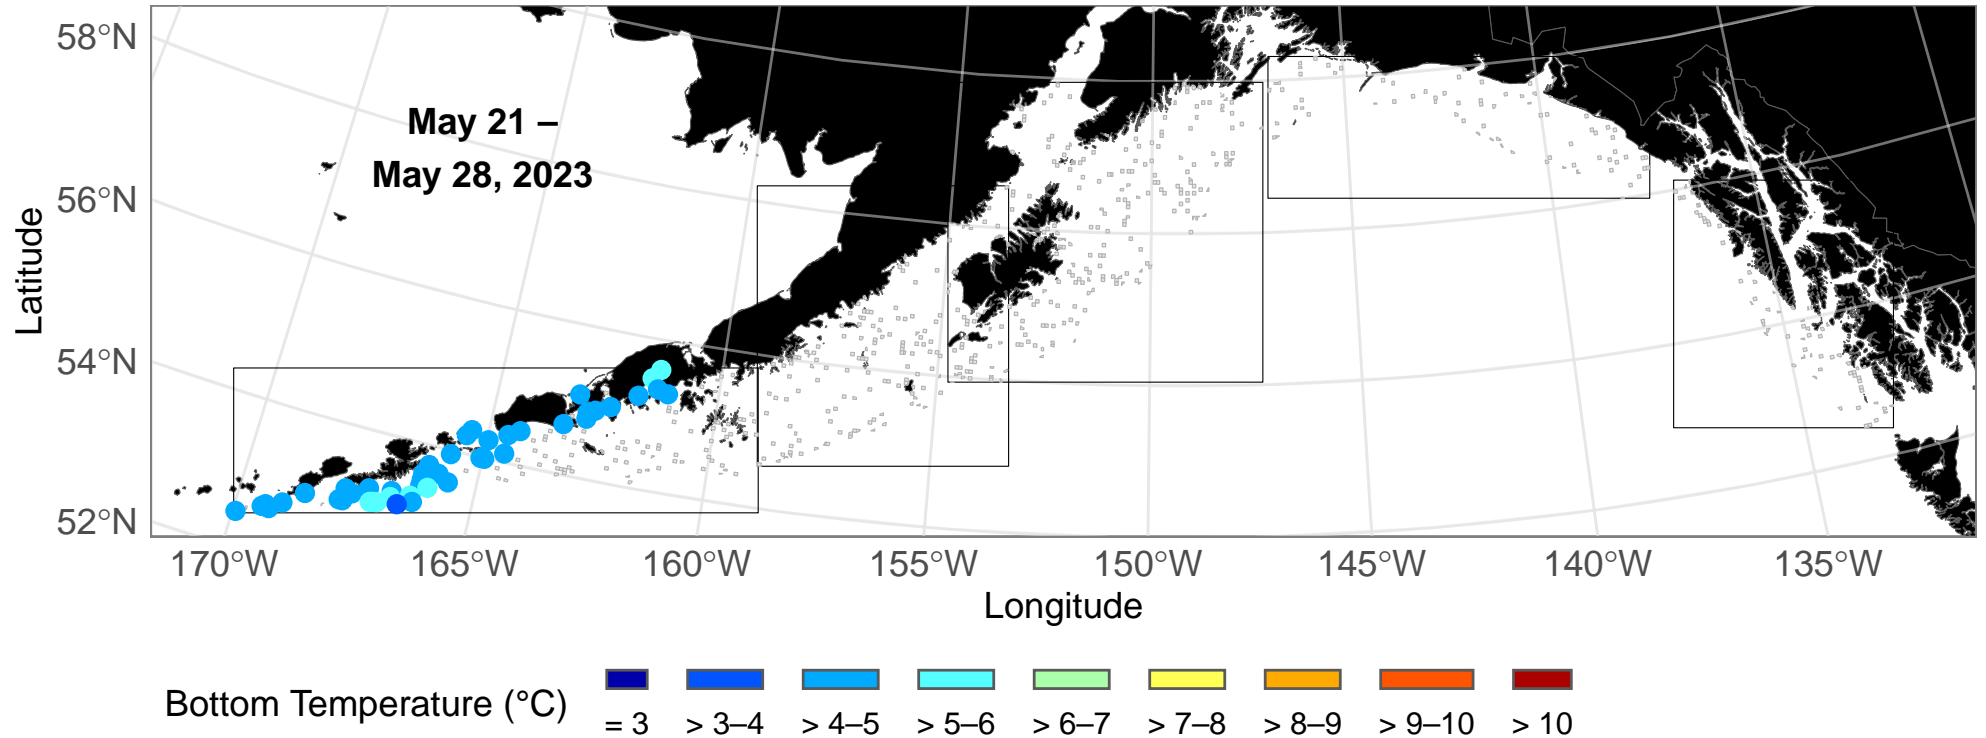 58°N
56°N
54°N
52°N
Latitude
May 21 –
May 28, 2023
170°W 165°W 160°W 155°W 150°W 145°W 140°W 135°W
Longitude
Bottom Temperature (°C)
= 3 > 3–4 > 4–5 > 5–6 > 6–7 > 7–8 > 8–9 > 9–10 > 10